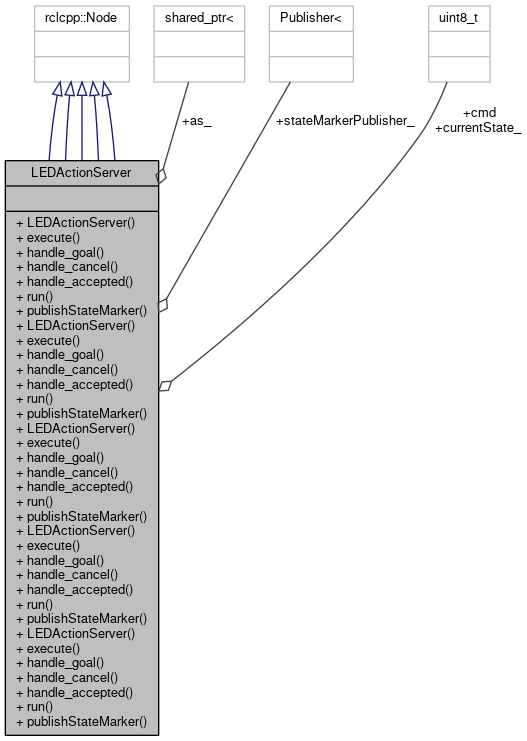 rclcpp::Node
shared_ptr<
Publisher<
uint8_t
+as_
+stateMarkerPublisher_
+cmd
+currentState_
LEDActionServer
+ LEDActionServer()
+ execute()
+ handle_goal()
+ handle_cancel()
+ handle_accepted()
+ run()
+ publishStateMarker()
+ LEDActionServer()
+ execute()
+ handle_goal()
+ handle_cancel()
+ handle_accepted()
+ run()
+ publishStateMarker()
+ LEDActionServer()
+ execute()
+ handle_goal()
+ handle_cancel()
+ handle_accepted()
+ run()
+ publishStateMarker()
+ LEDActionServer()
+ execute()
+ handle_goal()
+ handle_cancel()
+ handle_accepted()
+ run()
+ publishStateMarker()
+ LEDActionServer()
+ execute()
+ handle_goal()
+ handle_cancel()
+ handle_accepted()
+ run()
+ publishStateMarker()